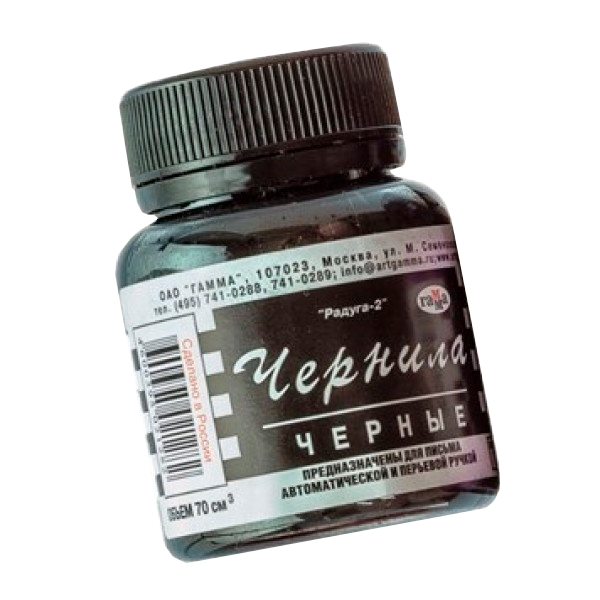 ОАО "ГАММА", 107023, Москва, ул. М.
тел. (495) 741-0288, 741-0289; info@artgamma.ru;
"Радуга-2"
гамма
Чернила
ЧЕРНЫЕ
ПРЕДНАЗНАЧЕНЫ ДЛЯ ПИСЬМА
АВТОМАТИЧЕСКОЙ И ПЕРЬЕВОЙ РУЧКОЙ
Сделано в России
ОБЪЕМ 70 см³